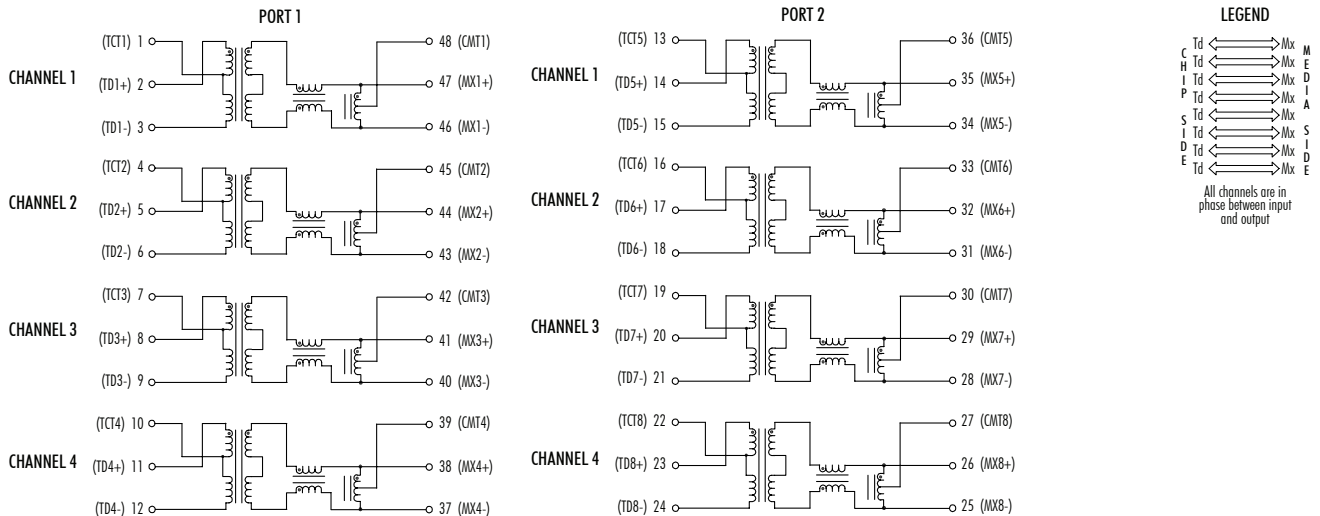 PORT 1
CHANNEL 1
(TCT1) 1
(TD1+) 2
(TD1-) 3
48 (CMT1)
47 (MX1+)
46 (MX1-)
CHANNEL 2
(TCT2) 4
(TD2+) 5
(TD2-) 6
45 (CMT2)
44 (MX2+)
43 (MX2-)
CHANNEL 3
(TCT3) 7
(TD3+) 8
(TD3-) 9
42 (CMT3)
41 (MX3+)
40 (MX3-)
CHANNEL 4
(TCT4) 10
(TD4+) 11
(TD4-) 12
39 (CMT4)
38 (MX4+)
37 (MX4-)
PORT 2
CHANNEL 1
(TCT5) 13
(TD5+) 14
(TD5-) 15
36 (CMT5)
35 (MX5+)
34 (MX5-)
CHANNEL 2
(TCT6) 16
(TD6+) 17
(TD6-) 18
33 (CMT6)
32 (MX6+)
31 (MX6-)
CHANNEL 3
(TCT7) 19
(TD7+) 20
(TD7-) 21
30 (CMT7)
29 (MX7+)
28 (MX7-)
CHANNEL 4
(TCT8) 22
(TD8+) 23
(TD8-) 24
27 (CMT8)
26 (MX8+)
25 (MX8-)
LEGEND
CHIP SIDE
Td Mx
Td Mx
Td Mx
Td Mx
Td Mx
Td Mx
Td Mx
Td Mx
MEDIA SIDE
All channels are in
phase between input
and output